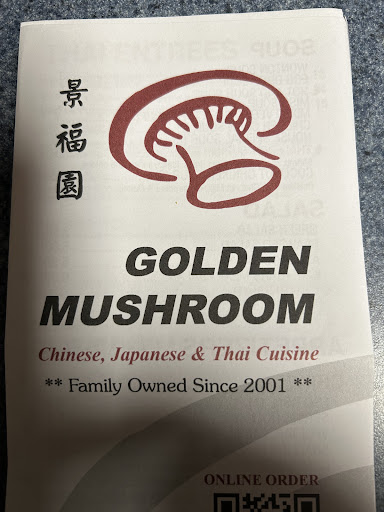 景福園
GOLDEN
MUSHROOM
Chinese, Japanese & Thai Cuisine
** Family Owned Since 2001 **
ONLINE ORDER